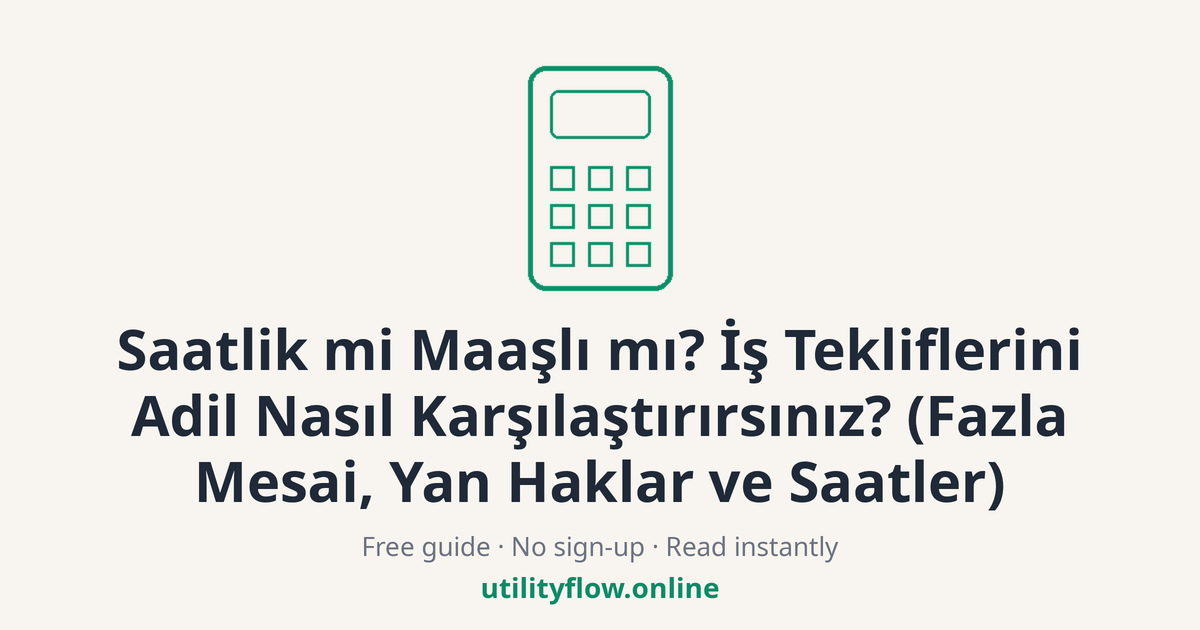 Saatlik mi Maaşlı mı? İş Tekliflerini
Adil Nasıl Karşılaştırırsınız? (Fazla
Mesai, Yan Haklar ve Saatler)
Free guide · No sign-up · Read instantly
utilityflow.online